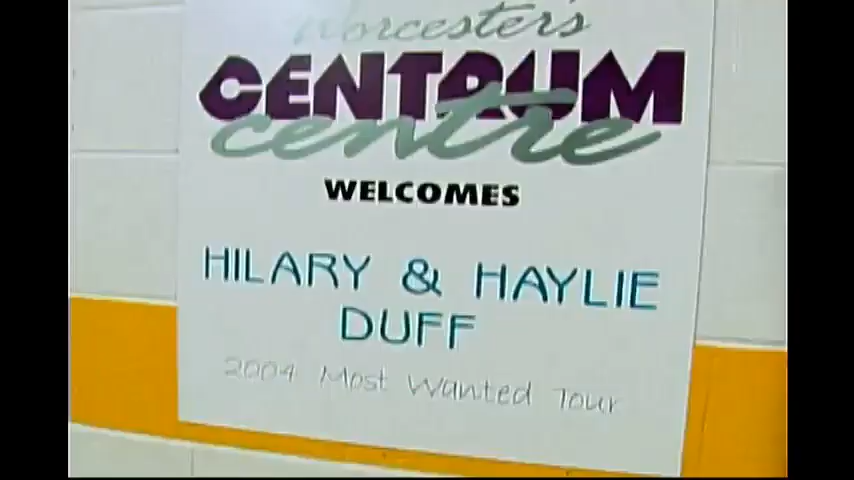 Worcester's
CENTRUM
centre
WELCOMES
HILARY & HAYLIE
DUFF
2004 Most Wanted Tour